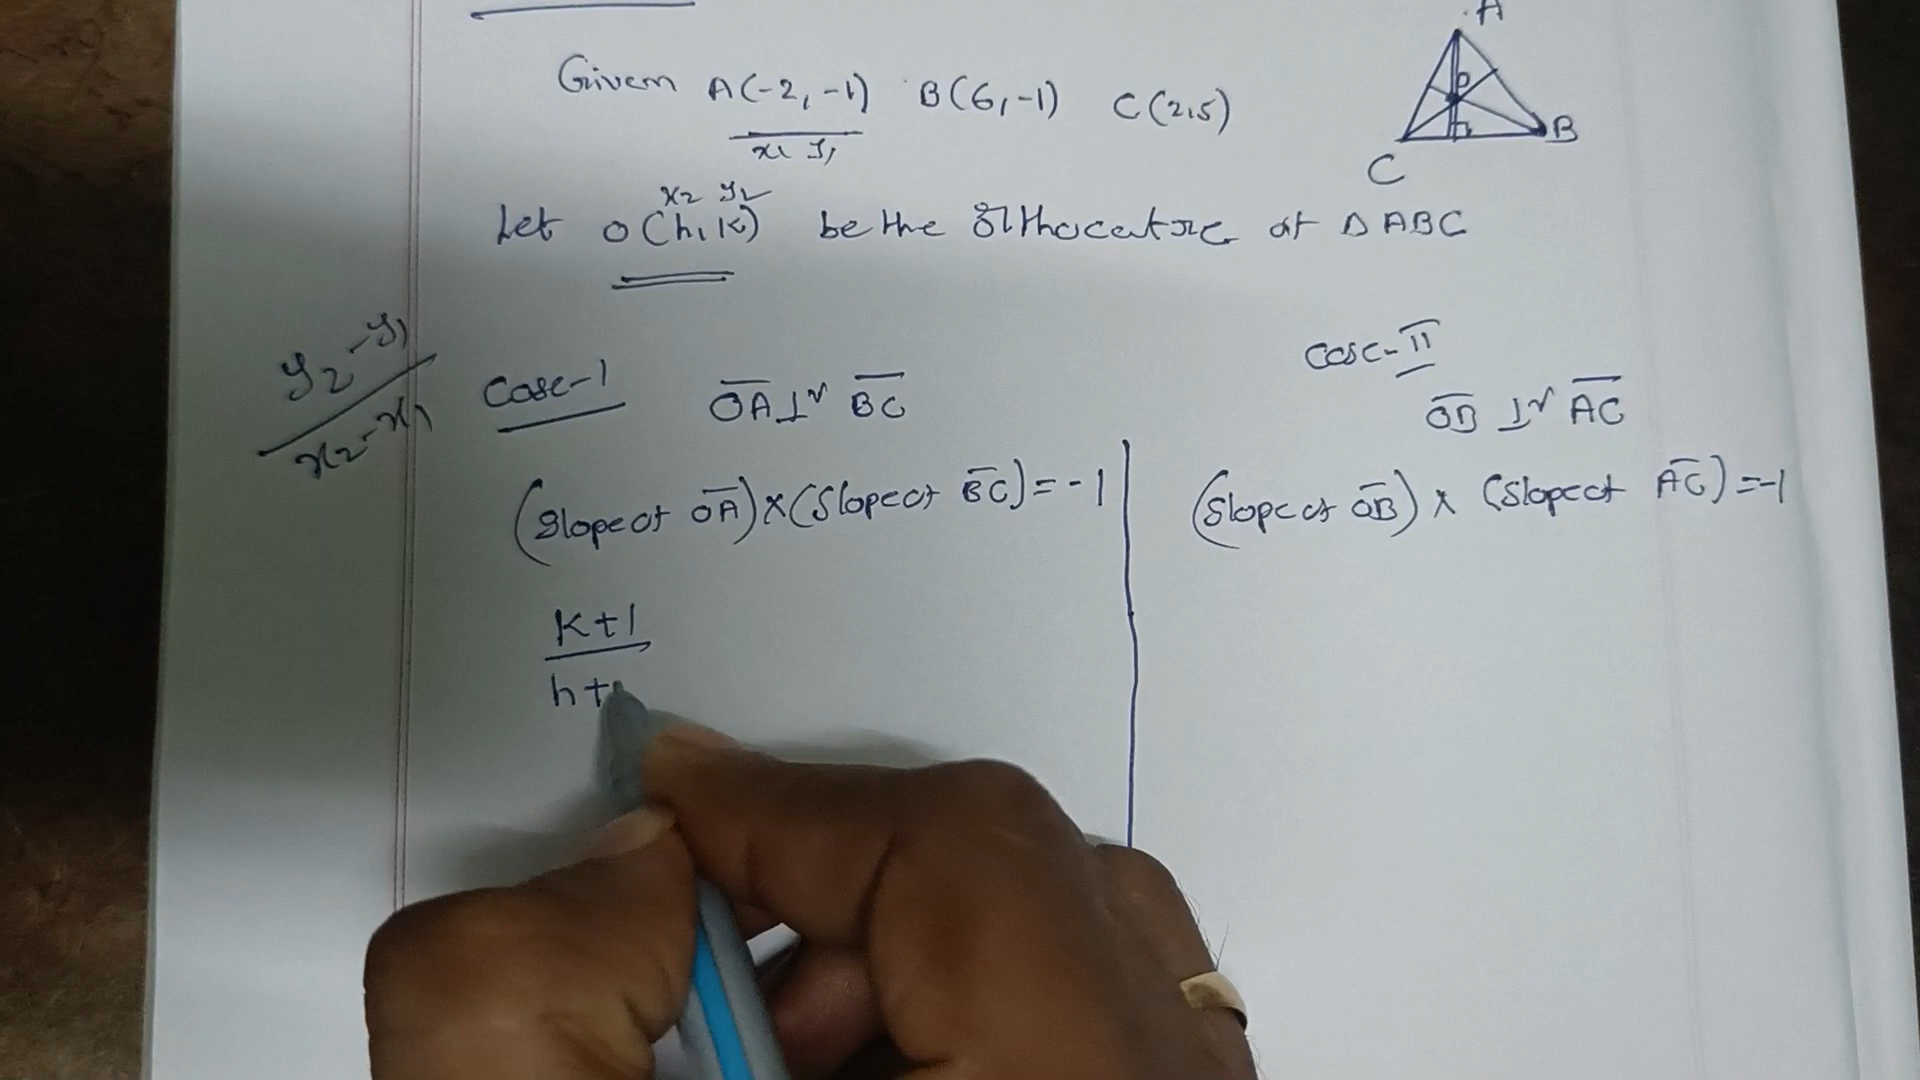 A
Given A(-2, -1) B(6, -1) C(2,5)
x1 y1
B
C
x2 y2
Let O(h,k) be the Orthocentre of Δ ABC
y2-y1
x2-x1
Case-1
OA ⊥r BC
Case-II
OB ⊥r AC
(Slope of OA)×(Slope of BC)=-1
(Slope of OB) × (Slope of AC)=-1
K+1
h+